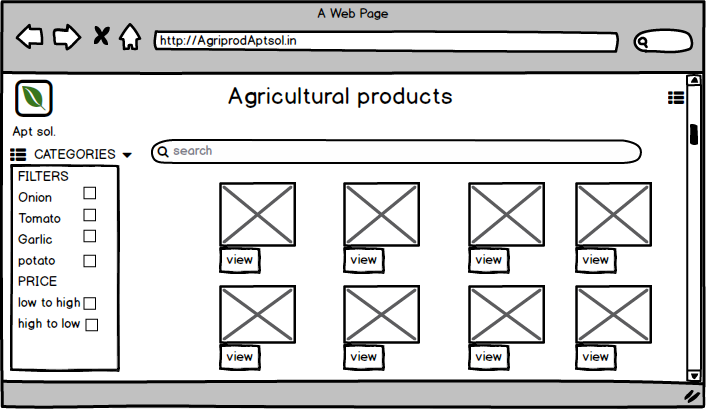 A Web Page
http://AgriprodAptsol.in
Agricultural products
Apt sol.
CATEGORIES
search
FILTERS
Onion
Tomato
Garlic
potato
PRICE
low to high
high to low
view view view view
view view view view